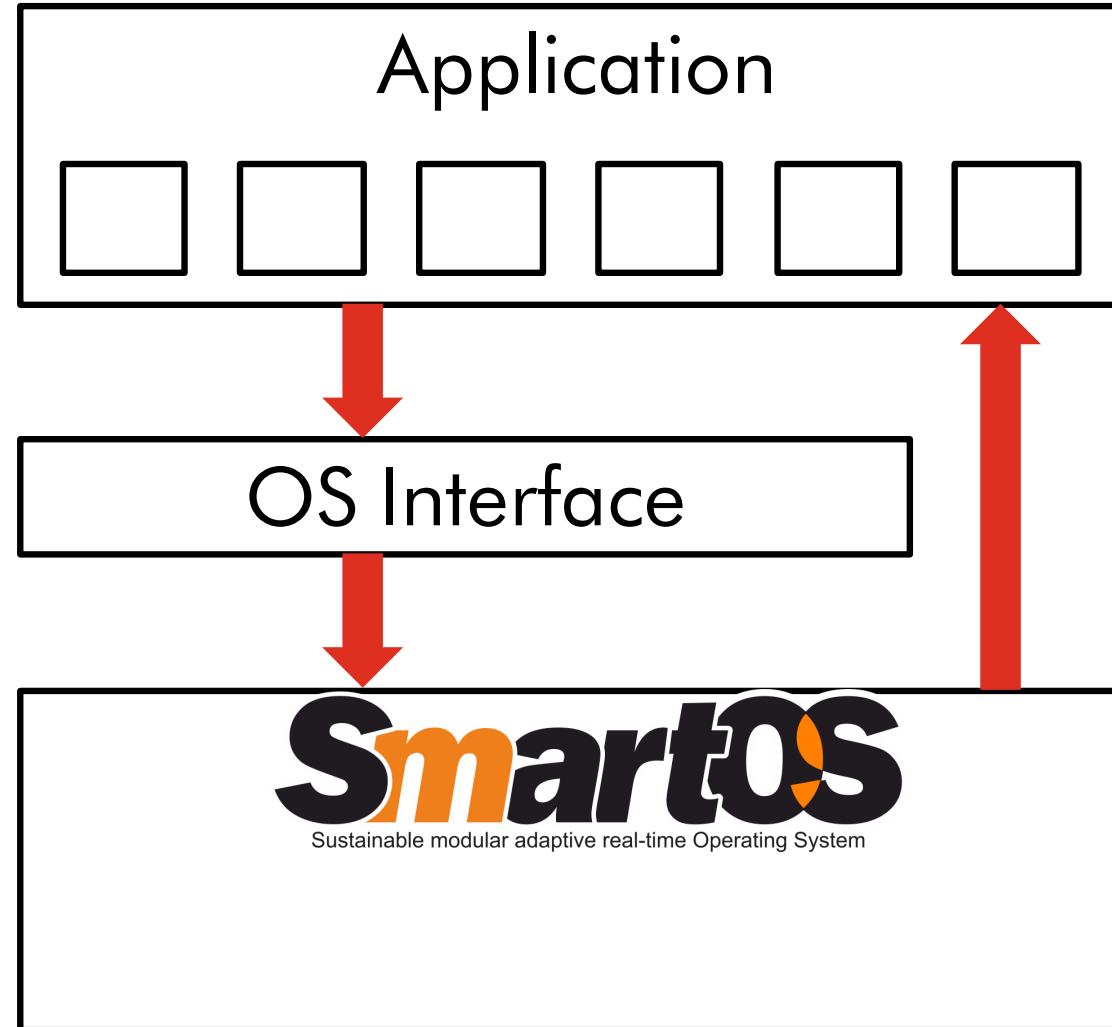 Application
OS Interface
SmartOS
Sustainable modular adaptive real-time Operating System